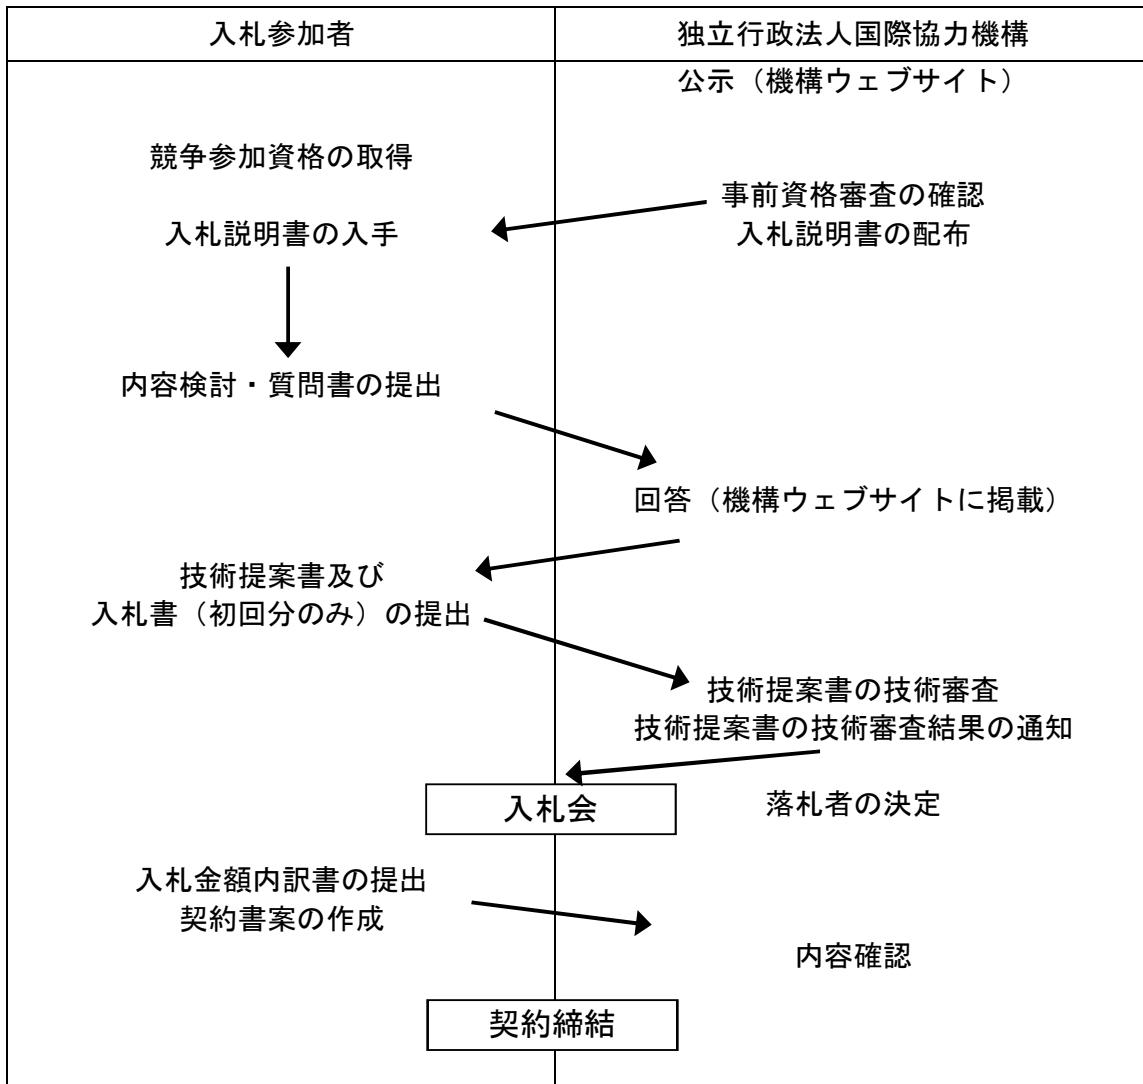 入札参加者
独立行政法人国際協力機構
公示（機構ウェブサイト）
競争参加資格の取得
事前資格審査の確認
入札説明書の配布
入札説明書の入手
内容検討・質問書の提出
回答（機構ウェブサイトに掲載）
技術提案書及び
入札書（初回分のみ）の提出
技術提案書の技術審査
技術提案書の技術審査結果の通知
入札会
落札者の決定
入札金額内訳書の提出
契約書案の作成
内容確認
契約締結